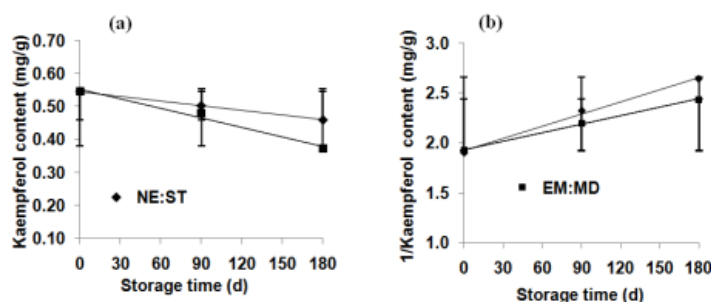 (a)
Kaempferol content (mg/g)
0.70
0.60
0.50
0.40
0.30
0.20
0.10
NE:ST
0 30 60 90 120 150 180
Storage time (d)
(b)
1/Kaempferol content (mg/g)
3.0
2.5
2.0
1.5
1.0
EM:MD
0 30 60 90 120 150 180
Storage time (d)